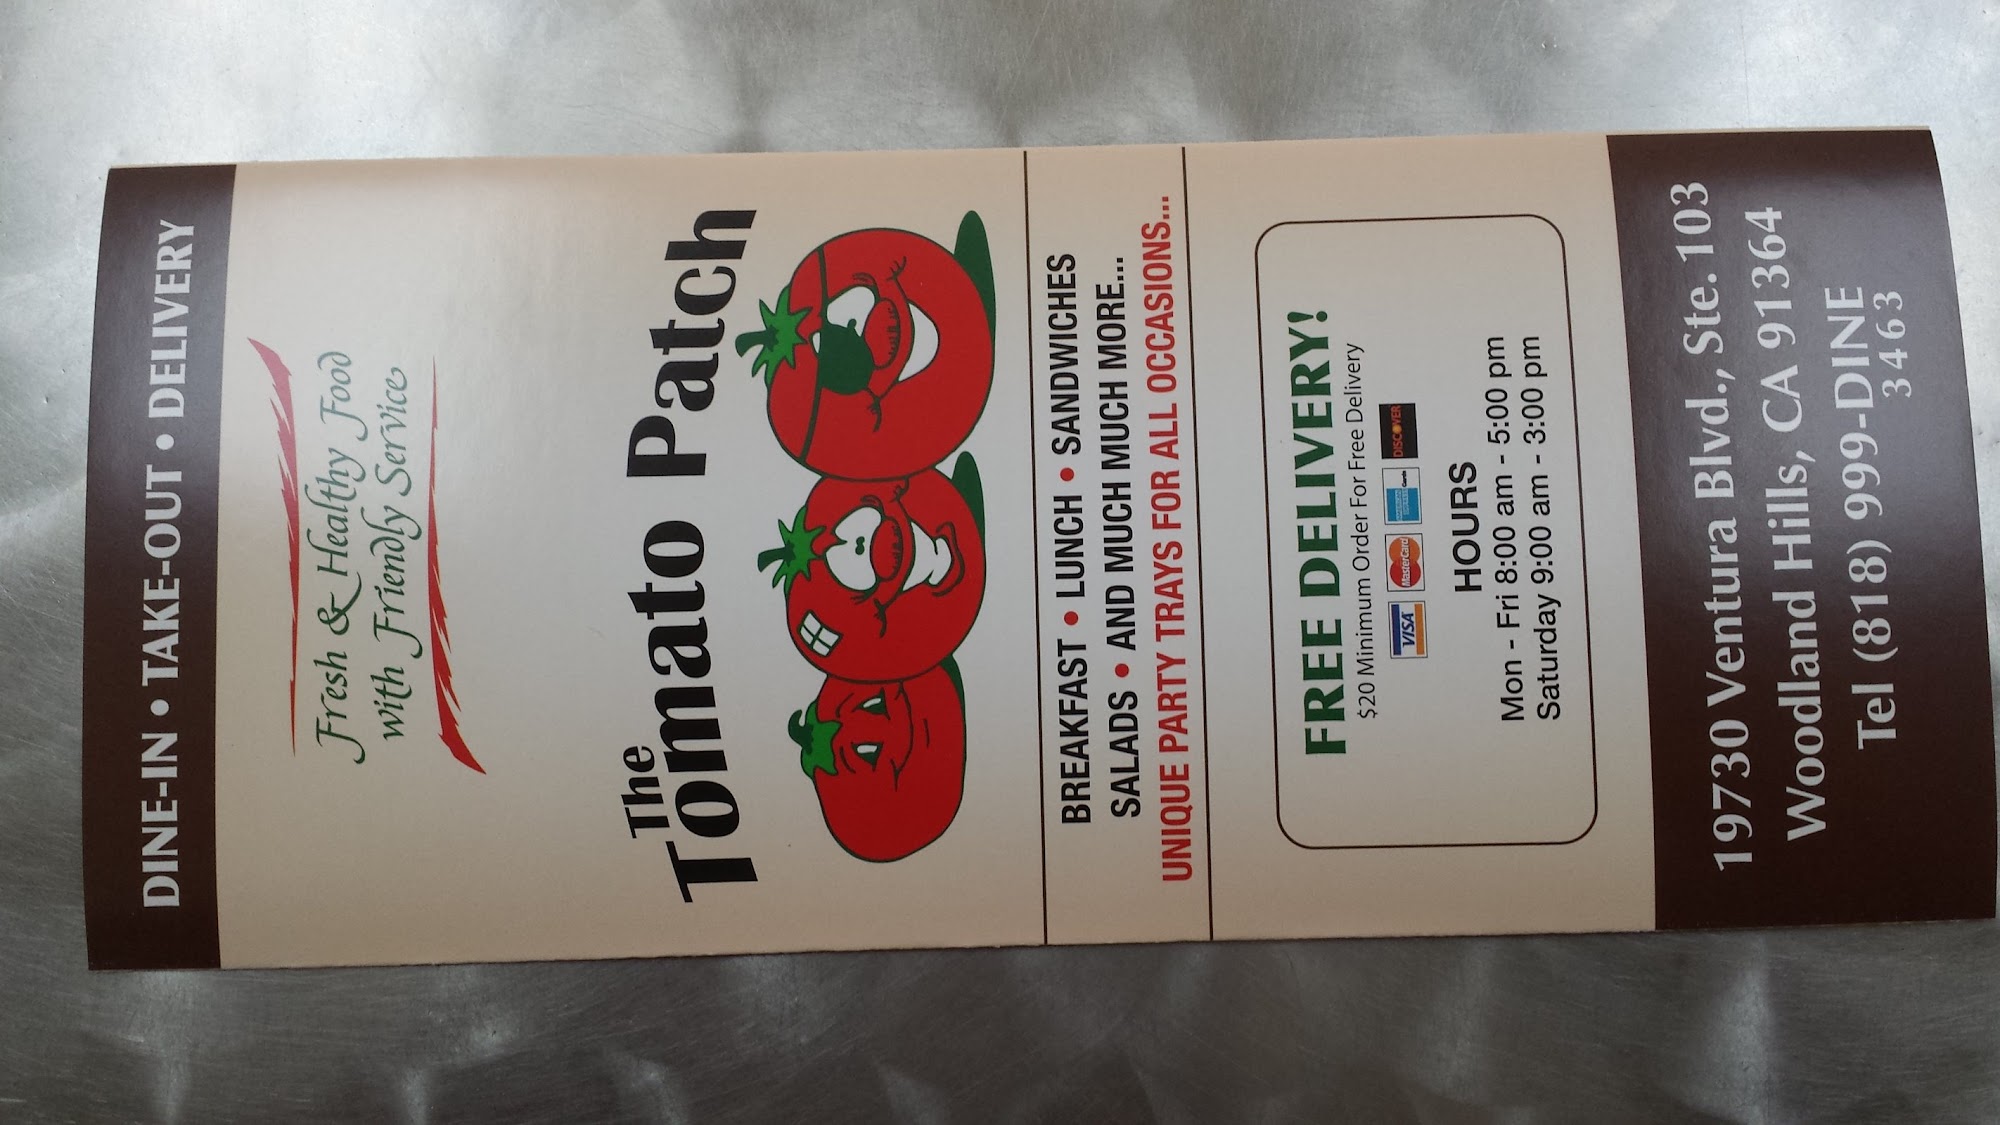 DINE-IN • TAKE-OUT • DELIVERY
Fresh & Healthy Food
with Friendly Service
The
Tomato Patch
BREAKFAST • LUNCH • SANDWICHES
SALADS • AND MUCH MUCH MORE...
UNIQUE PARTY TRAYS FOR ALL OCCASIONS...
FREE DELIVERY!
$20 Minimum Order For Free Delivery
VISA MasterCard AMERICAN EXPRESS Cards DISCOVER
HOURS
Mon - Fri 8:00 am - 5:00 pm
Saturday 9:00 am - 3:00 pm
19730 Ventura Blvd., Ste. 103
Woodland Hills, CA 91364
Tel (818) 999-DINE
3463